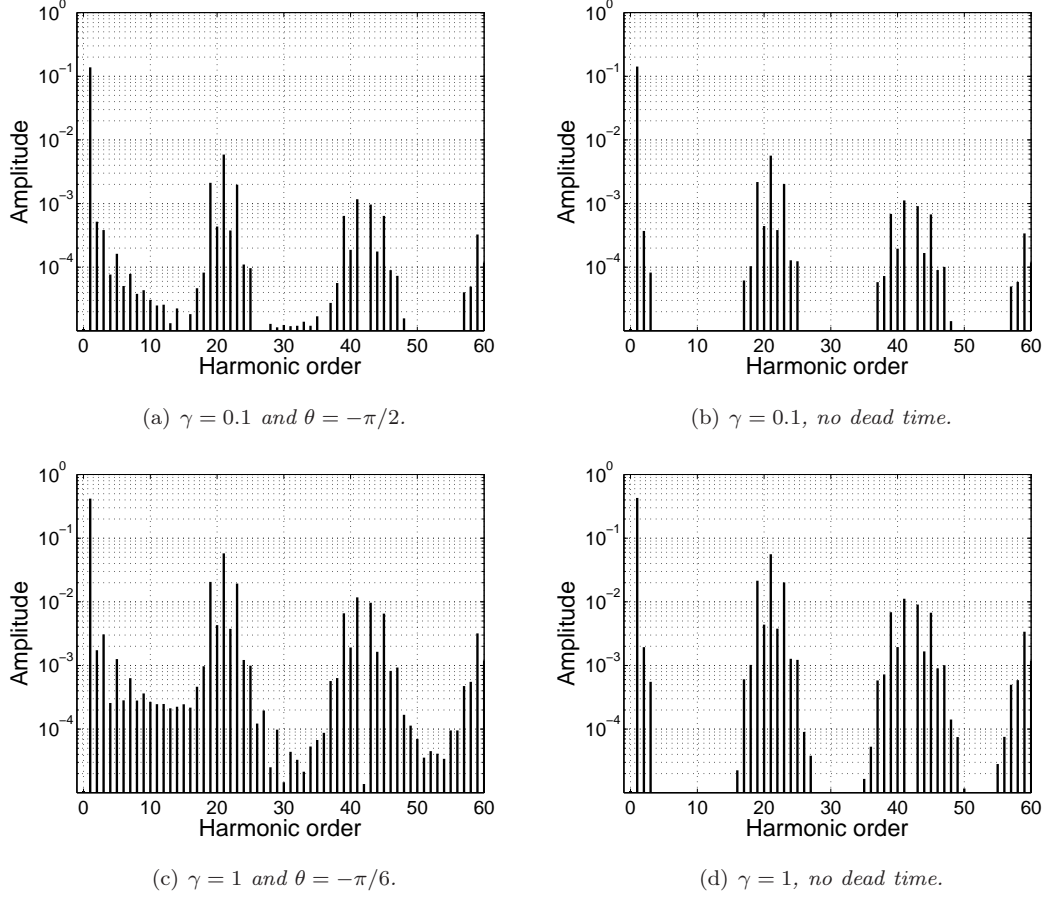 10^0
10^−1
10^−2
10^−3
10^−4
Amplitude
0 10 20 30 40 50 60
Harmonic order
(a) γ = 0.1 and θ = −π/2.
10^0
10^−1
10^−2
10^−3
10^−4
Amplitude
0 10 20 30 40 50 60
Harmonic order
(b) γ = 0.1, no dead time.
10^0
10^−1
10^−2
10^−3
10^−4
Amplitude
0 10 20 30 40 50 60
Harmonic order
(c) γ = 1 and θ = −π/6.
10^0
10^−1
10^−2
10^−3
10^−4
Amplitude
0 10 20 30 40 50 60
Harmonic order
(d) γ = 1, no dead time.